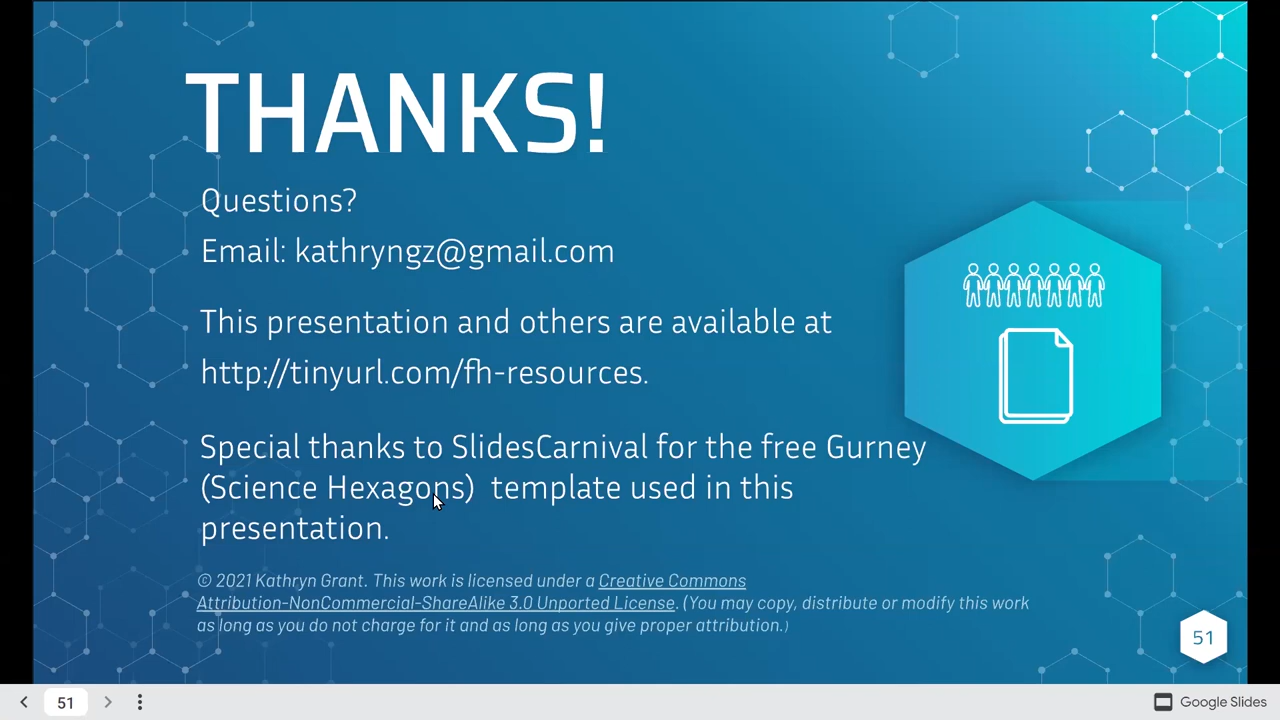 THANKS!
Questions?
Email: kathryngz@gmail.com
This presentation and others are available at
http://tinyurl.com/fh-resources.
Special thanks to SlidesCarnival for the free Gurney
(Science Hexagons) template used in this
presentation.
© 2021 Kathryn Grant. This work is licensed under a Creative Commons
Attribution-NonCommercial-ShareAlike 3.0 Unported License. (You may copy, distribute or modify this work
as long as you do not charge for it and as long as you give proper attribution.)
51
51
Google Slides